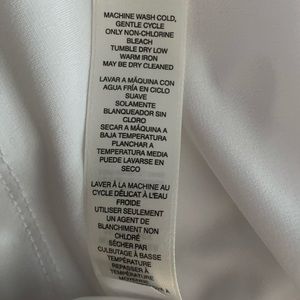 MACHINE WASH COLD,
GENTLE CYCLE
ONLY NON-CHLORINE
BLEACH
TUMBLE DRY LOW
WARM IRON
MAY BE DRY CLEANED
LAVAR A MÁQUINA CON
AGUA FRÍA EN CICLO
SUAVE
SOLAMENTE
BLANQUEADOR SIN
CLORO
SECAR A MÁQUINA A
BAJA TEMPERATURA
PLANCHAR A
TEMPERATURA MEDIA
PUEDE LAVARSE EN
SECO
LAVER À LA MACHINE AU
CYCLE DÉLICAT À L'EAU
FROIDE
UTILISER SEULEMENT
UN AGENT DE
BLANCHIMENT NON
CHLORÉ
SÉCHER PAR
CULBUTAGE À BASSE
TEMPÉRATURE
REPASSER À
TEMPÉRATURE
MOYENNE